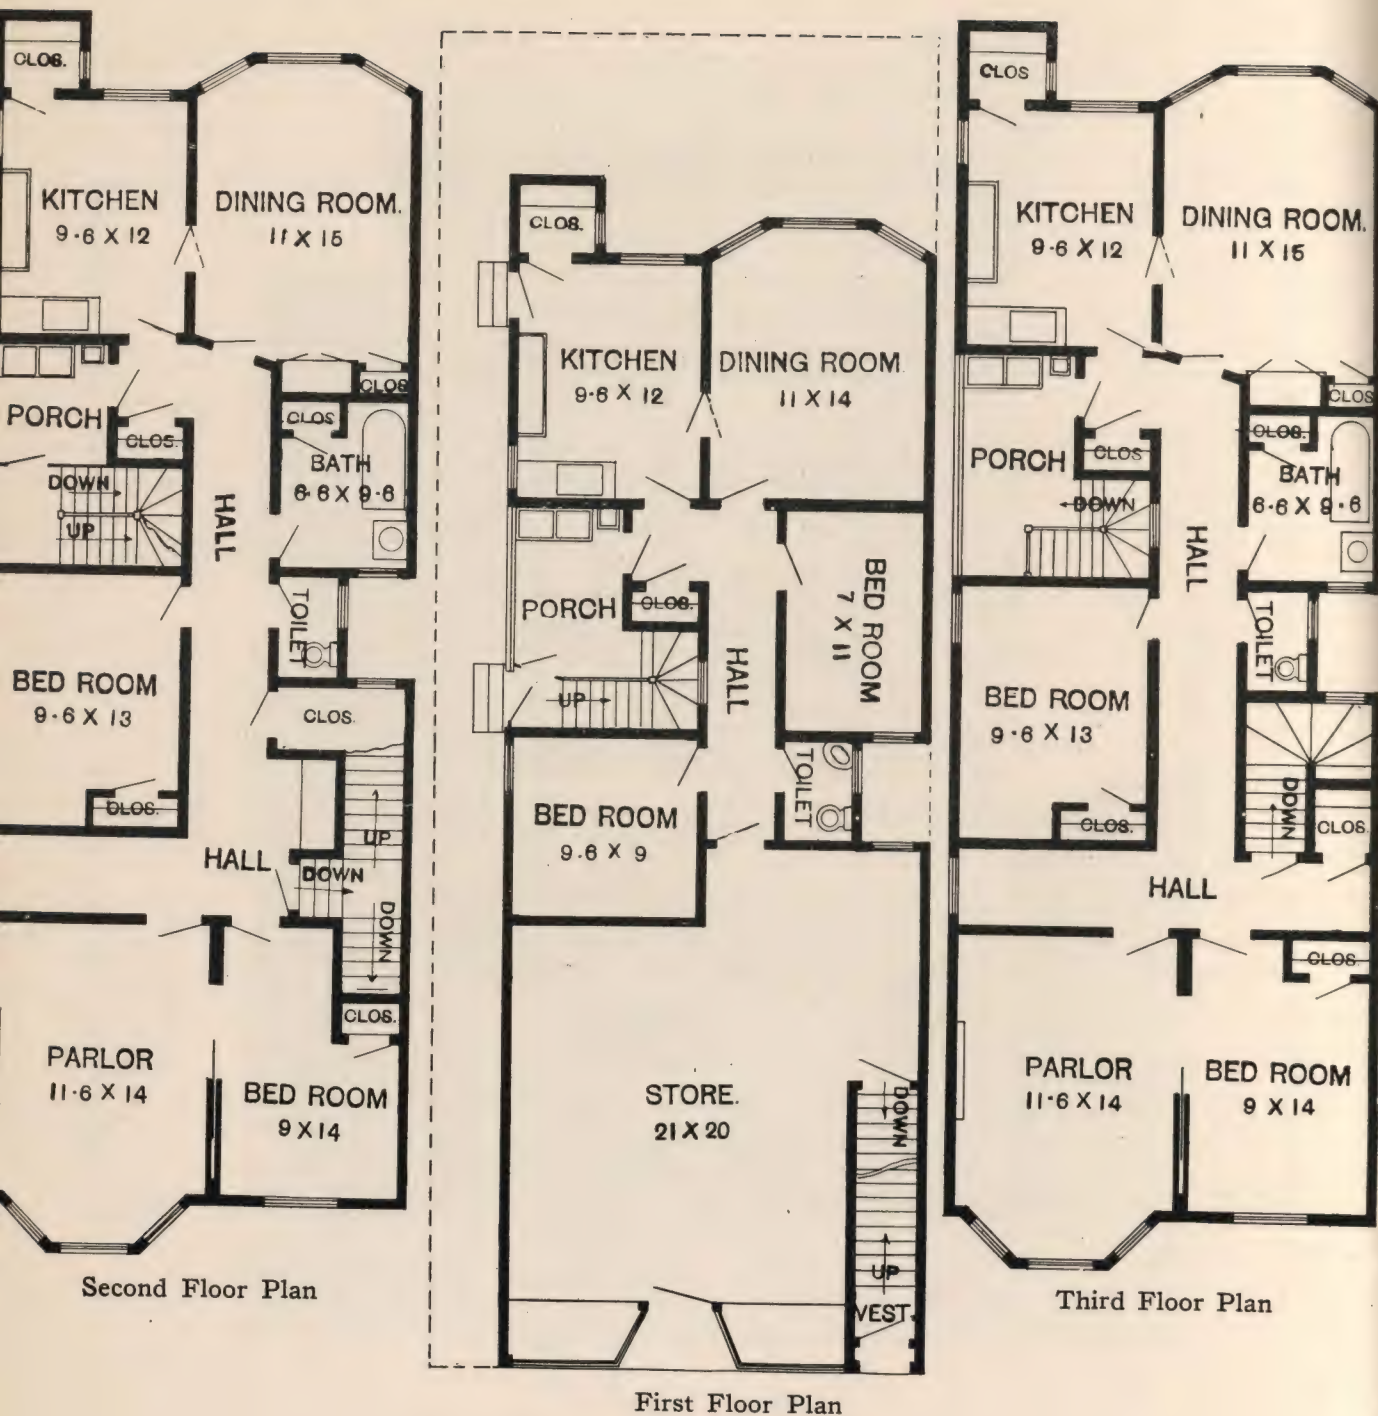 CLOS.
KITCHEN
9·6 X 12
DINING ROOM.
11 X 15
CLOS
PORCH
CLOS.
CLOS
BATH
6·6 X 9·6
DOWN
UP
HALL
TOILET
BED ROOM
9·6 X 13
CLOS.
CLOS.
UP
HALL
DOWN
DOWN
CLOS.
PARLOR
11·6 X 14
BED ROOM
9 X 14
Second Floor Plan
CLOS.
KITCHEN
9·6 X 12
DINING ROOM
11 X 14
PORCH
CLOS.
UP
HALL
BED ROOM
7 X 11
TOILET
BED ROOM
9·6 X 9
STORE.
21 X 20
DOWN
UP
VEST.
First Floor Plan
CLOS
KITCHEN
9·6 X 12
DINING ROOM.
11 X 15
CLOS
PORCH
CLOS
CLOS.
BATH
6·6 X 9·6
DOWN
HALL
TOILET
BED ROOM
9·6 X 13
CLOS.
DOWN
CLOS.
HALL
CLOS.
PARLOR
11·6 X 14
BED ROOM
9 X 14
Third Floor Plan